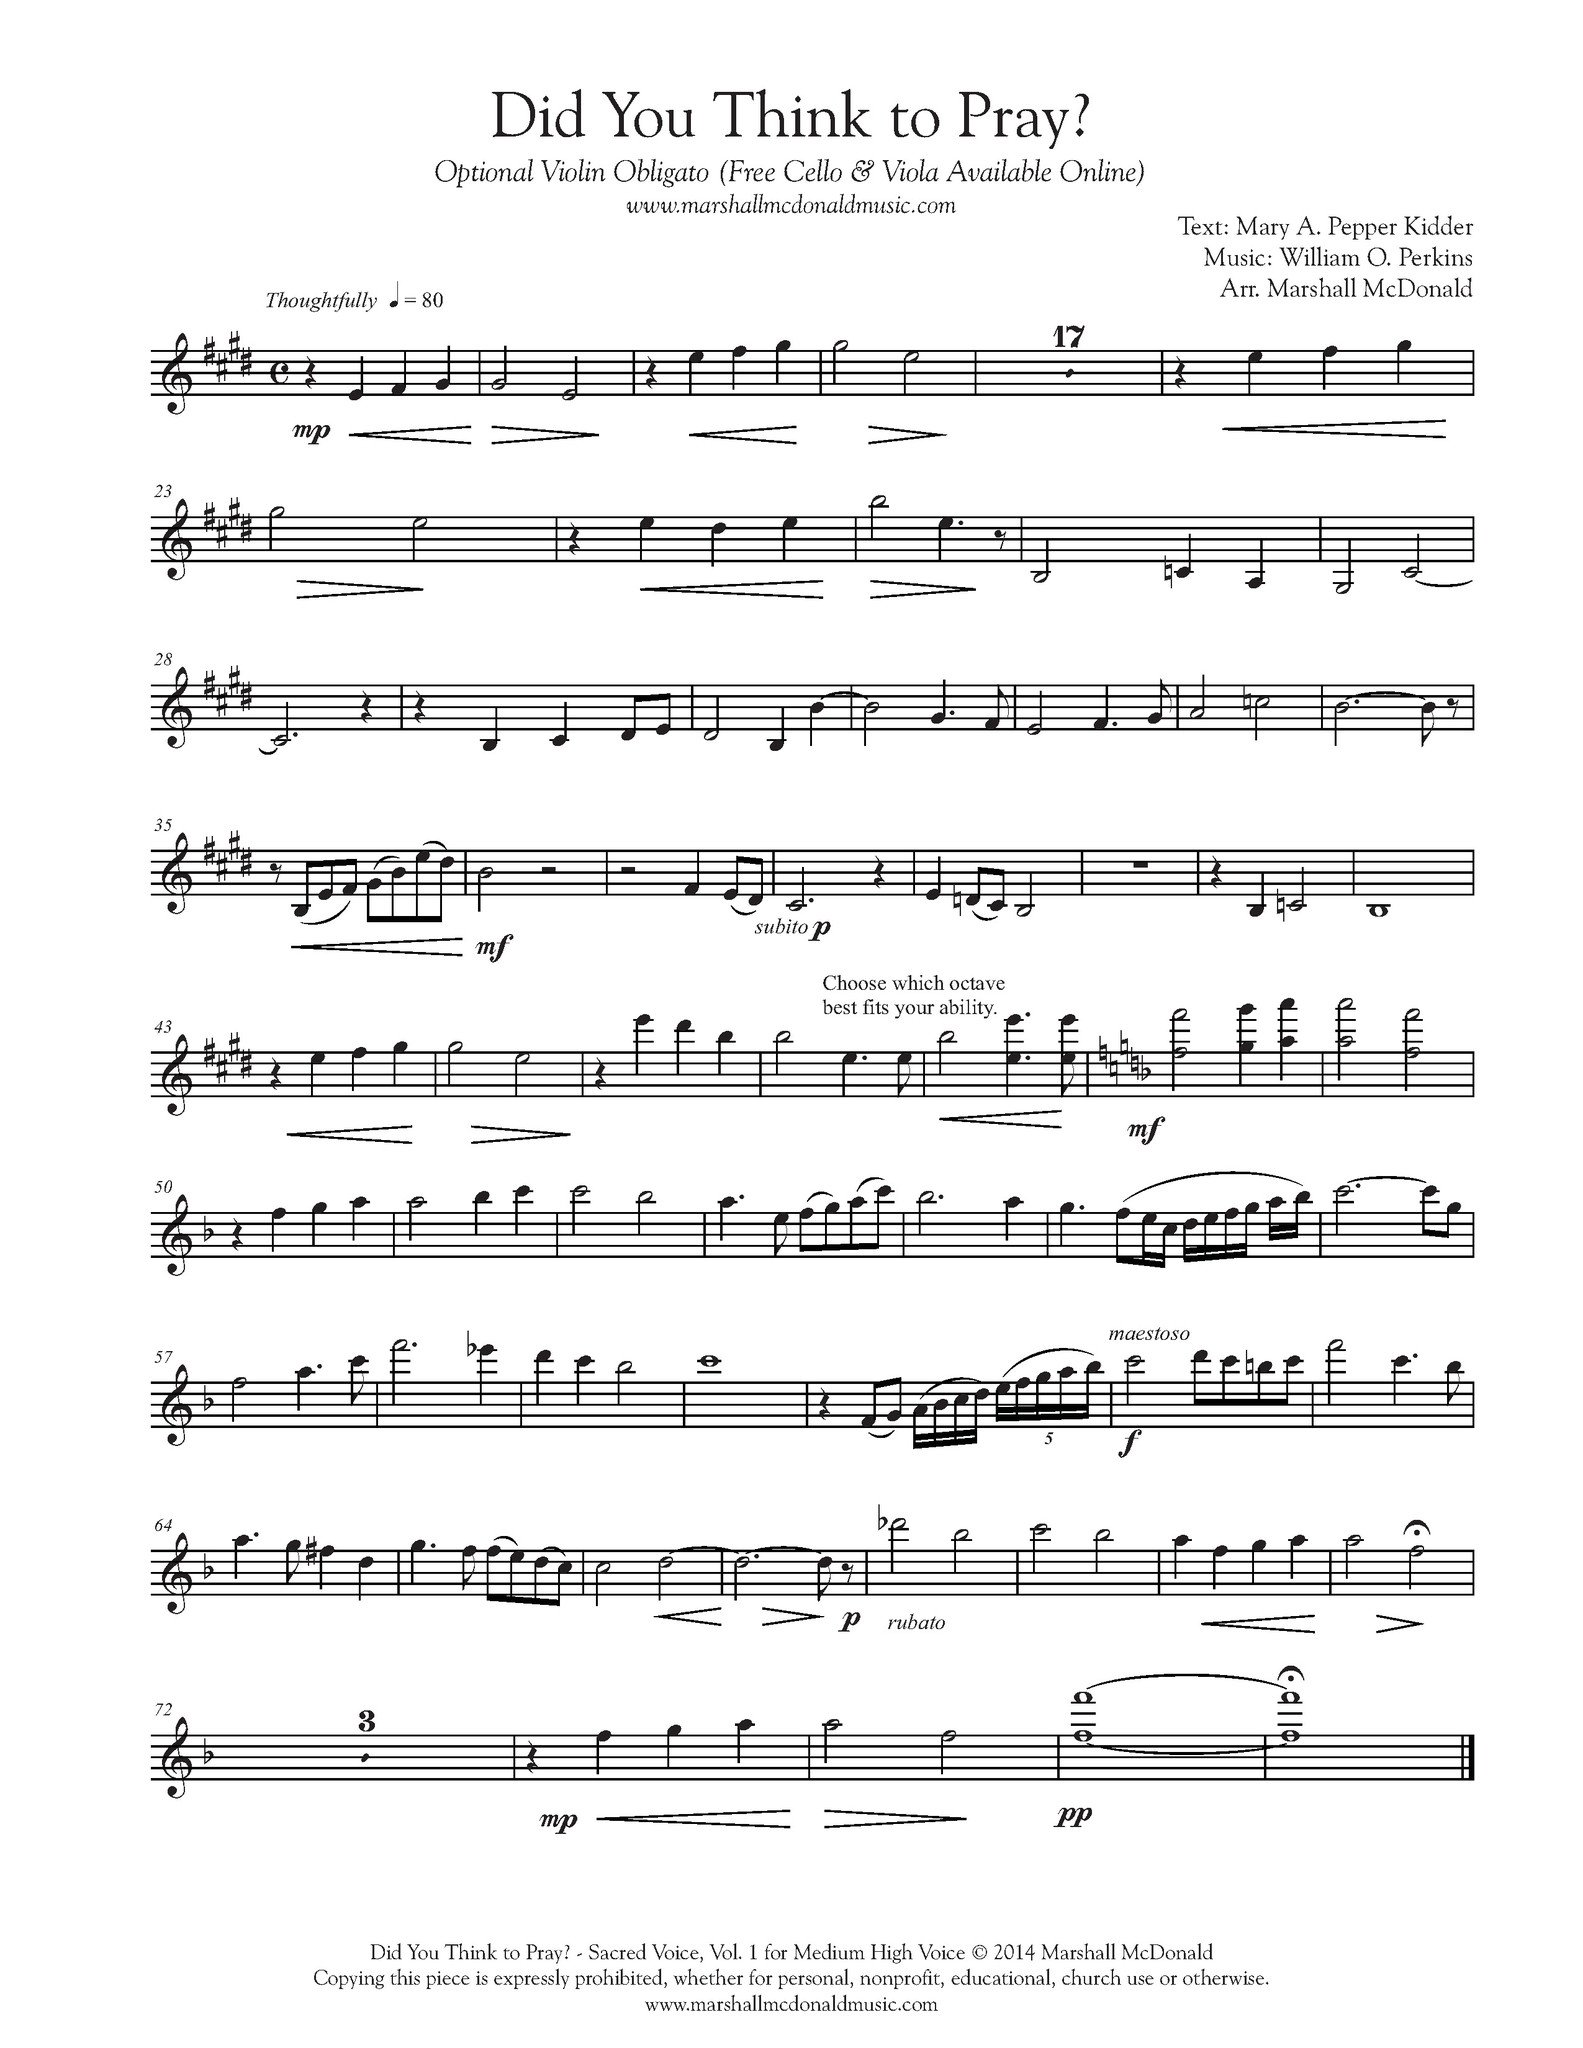 Did You Think to Pray?
Optional Violin Obligato (Free Cello & Viola Available Online)
www.marshallmcdonaldmusic.com
Text: Mary A. Pepper Kidder
Music: William O. Perkins
Arr. Marshall McDonald
Thoughtfully ♩ = 80
17
mp
23
28
35
mf
subito p
Choose which octave
best fits your ability.
43
mf
50
57
maestoso
5
f
64
p
rubato
72
3
mp
pp
Did You Think to Pray? - Sacred Voice, Vol. 1 for Medium High Voice © 2014 Marshall McDonald
Copying this piece is expressly prohibited, whether for personal, nonprofit, educational, church use or otherwise.
www.marshallmcdonaldmusic.com